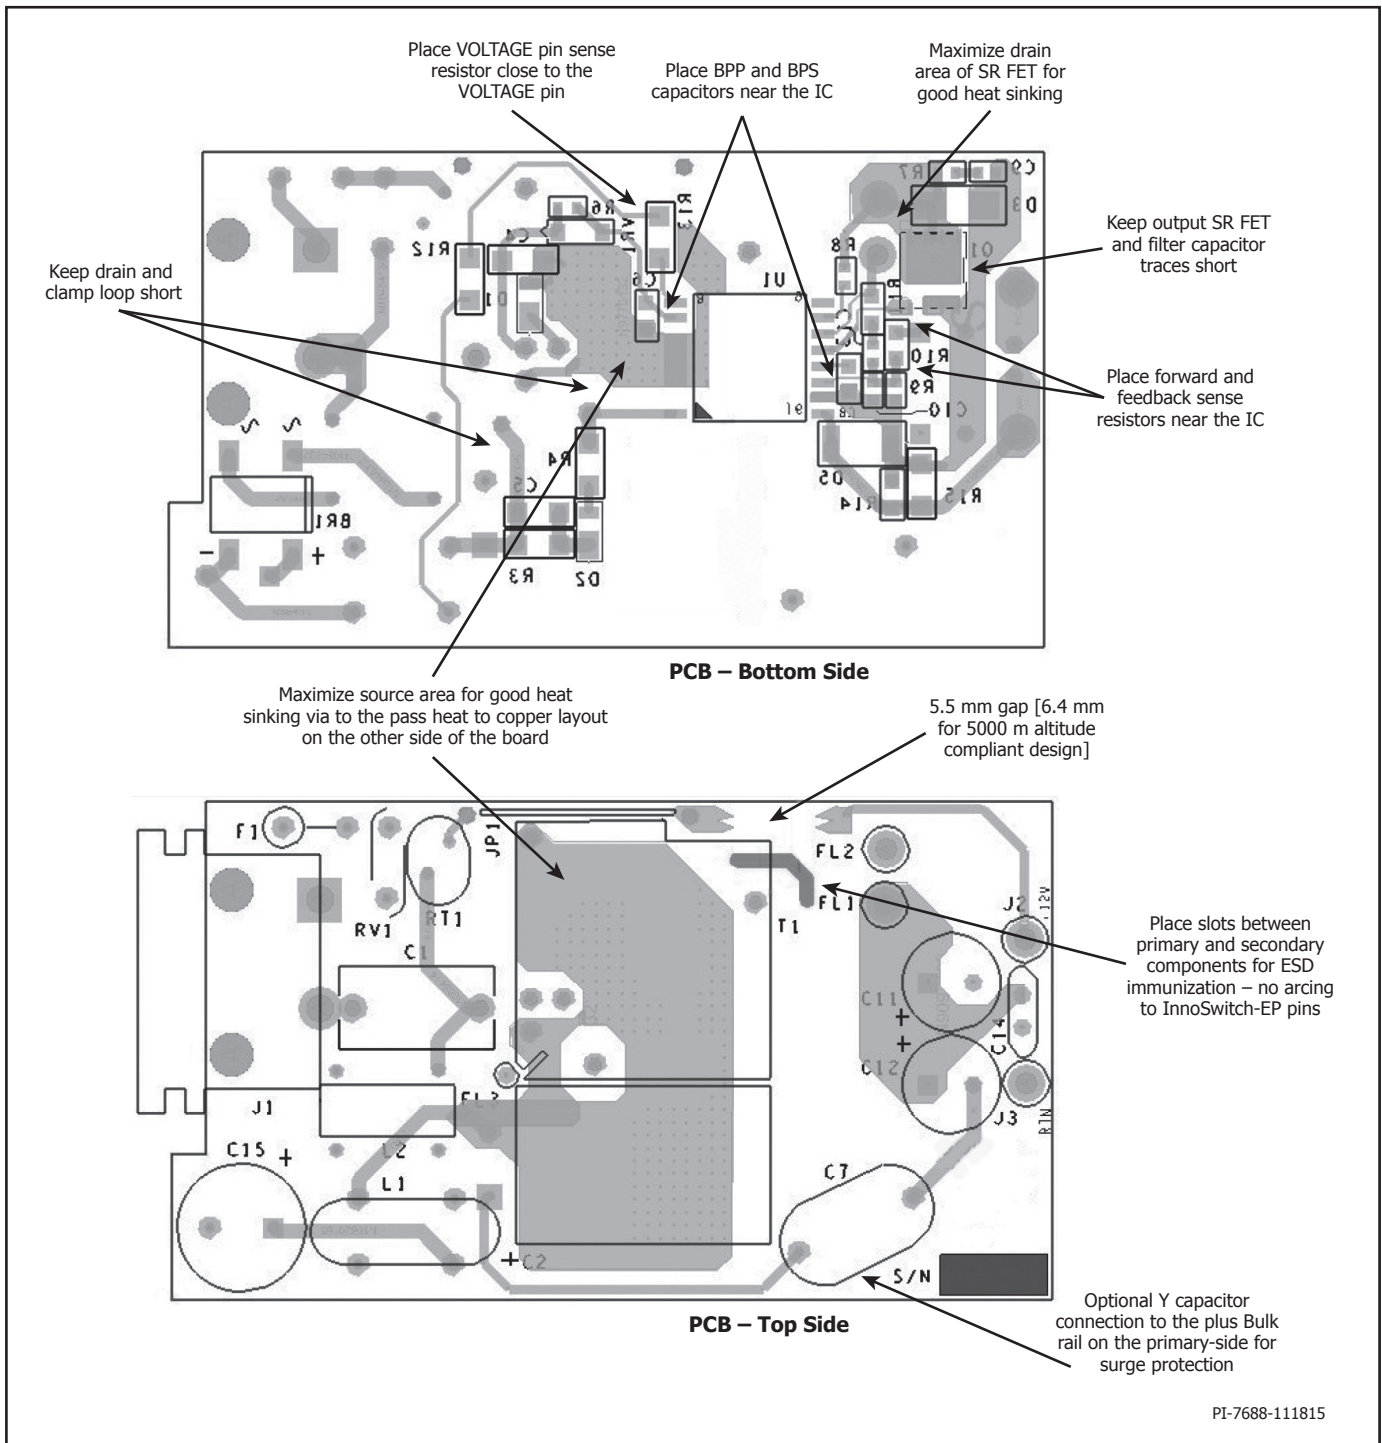 Place VOLTAGE pin sense
resistor close to the
VOLTAGE pin
Place BPP and BPS
capacitors near the IC
Maximize drain
area of SR FET for
good heat sinking
Keep output SR FET
and filter capacitor
traces short
Keep drain and
clamp loop short
Place forward and
feedback sense
resistors near the IC
R7
C9
D3
Q1
R8
R6
VR1
R13
C4
R12
D1
C6
U1
R10
R9
C10
16
R4
C5
D5
R14
R15
BR1
-
+
R3
D2
PCB – Bottom Side
Maximize source area for good heat
sinking via to the pass heat to copper layout
on the other side of the board
5.5 mm gap [6.4 mm
for 5000 m altitude
compliant design]
F1
JP1
FL2
FL1
J2
+12V
RV1
RT1
T1
C1
Place slots between
primary and secondary
components for ESD
immunization – no arcing
to InnoSwitch-EP pins
C11
+
+
C14
C12
FL3
J1
J3
RTN
C15
+
L2
L1
C7
+
C2
S/N
PCB – Top Side
Optional Y capacitor
connection to the plus Bulk
rail on the primary-side for
surge protection
PI-7688-111815